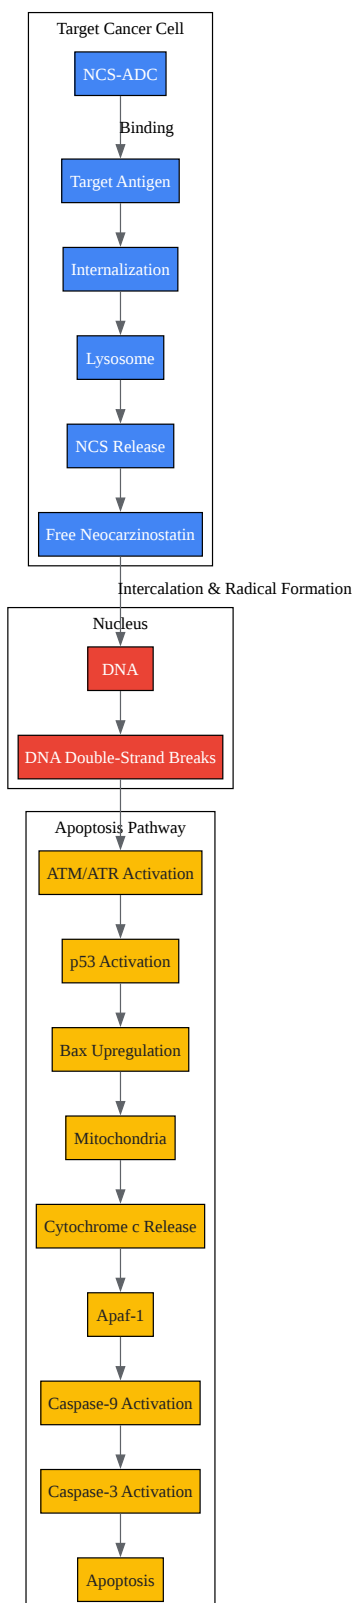 Target Cancer Cell
NCS-ADC
Binding
Target Antigen
Internalization
Lysosome
NCS Release
Free Neocarzinostatin
Intercalation & Radical Formation
Nucleus
DNA
DNA Double-Strand Breaks
Apoptosis Pathway
ATM/ATR Activation
p53 Activation
Bax Upregulation
Mitochondria
Cytochrome c Release
Apaf-1
Caspase-9 Activation
Caspase-3 Activation
Apoptosis